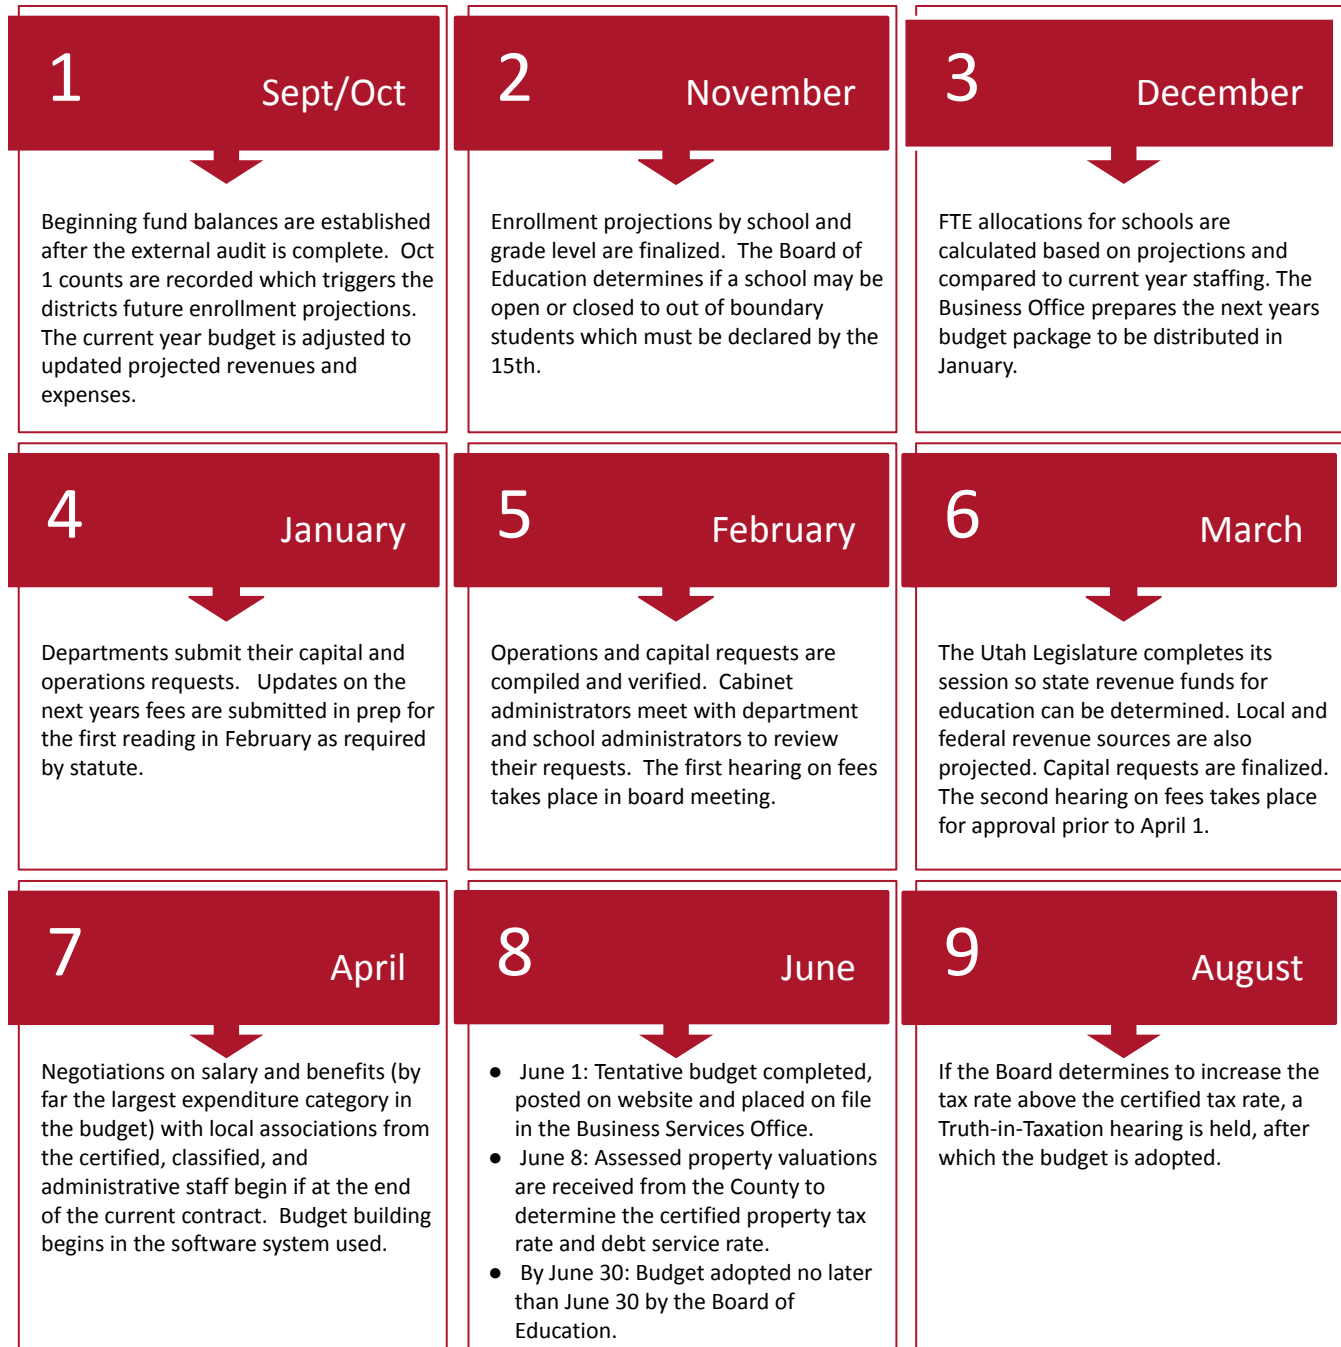 1
Sept/Oct
Beginning fund balances are established
after the external audit is complete.  Oct
1 counts are recorded which triggers the
districts future enrollment projections.
The current year budget is adjusted to
updated projected revenues and
expenses.
2
November
Enrollment projections by school and
grade level are finalized.  The Board of
Education determines if a school may be
open or closed to out of boundary
students which must be declared by the
15th.
3
December
FTE allocations for schools are
calculated based on projections and
compared to current year staffing. The
Business Office prepares the next years
budget package to be distributed in
January.
4
January
Departments submit their capital and
operations requests.   Updates on the
next years fees are submitted in prep for
the first reading in February as required
by statute.
5
February
Operations and capital requests are
compiled and verified.  Cabinet
administrators meet with department
and school administrators to review
their requests.  The first hearing on fees
takes place in board meeting.
6
March
The Utah Legislature completes its
session so state revenue funds for
education can be determined. Local and
federal revenue sources are also
projected. Capital requests are finalized.
The second hearing on fees takes place
for approval prior to April 1.
7
April
Negotiations on salary and benefits (by
far the largest expenditure category in
the budget) with local associations from
the certified, classified, and
administrative staff begin if at the end
of the current contract.  Budget building
begins in the software system used.
8
June
● June 1: Tentative budget completed,
posted on website and placed on file
in the Business Services Office.
● June 8: Assessed property valuations
are received from the County to
determine the certified property tax
rate and debt service rate.
● By June 30: Budget adopted no later
than June 30 by the Board of
Education.
9
August
If the Board determines to increase the
tax rate above the certified tax rate, a
Truth-in-Taxation hearing is held, after
which the budget is adopted.